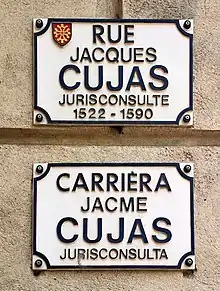 RUE
JACQUES
CUJAS
JURISCONSULTE
1522 - 1590
CARRIÈRA
JACME
CUJAS
JURISCONSULTA